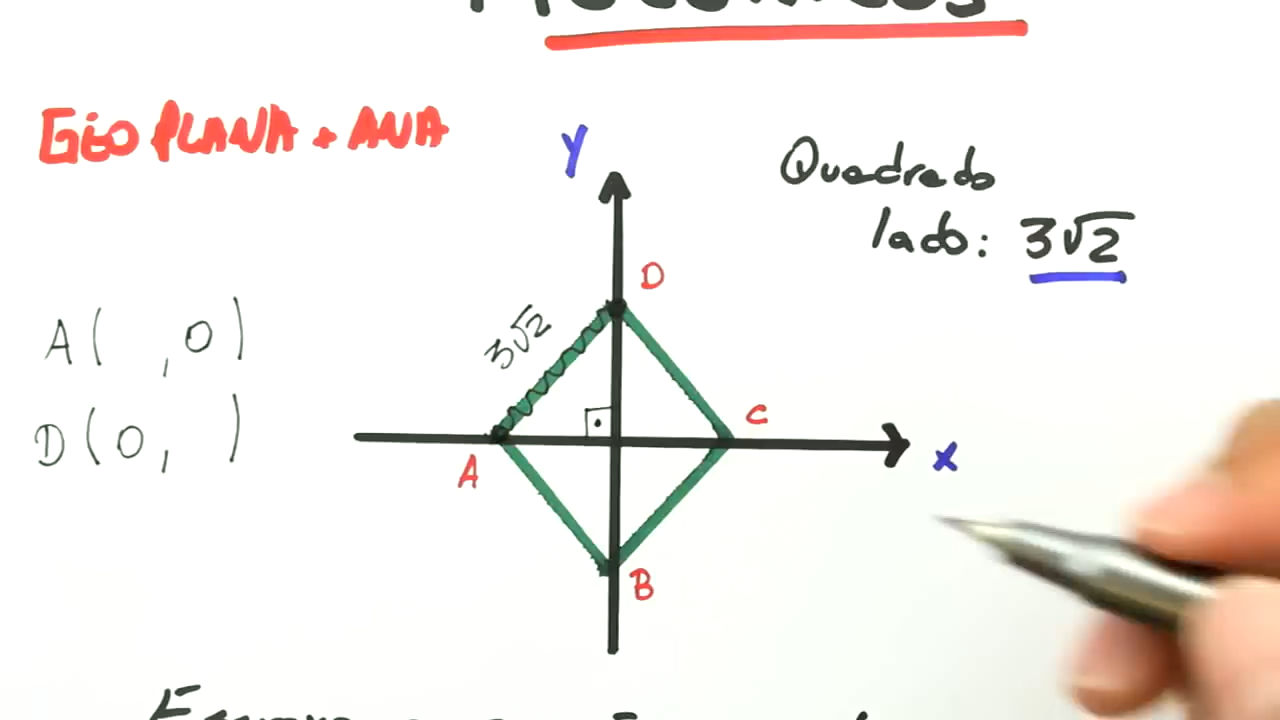 GEO PLANA + ANA
Y
Quadrado
lado: 3√2
D
3√2
A( , 0)
D(0, )
C
A
X
B